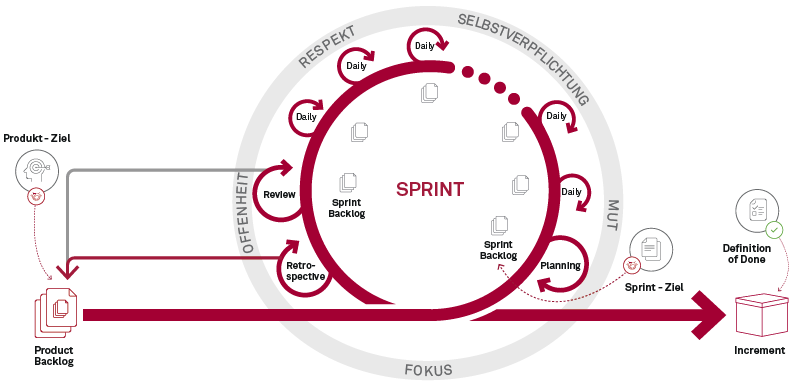 RESPEKT
SELBSTVERPFLICHTUNG
OFFENHEIT
MUT
FOKUS
Daily
Daily
Daily
Daily
Daily
Produkt - Ziel
Review
Retro-
spective
Sprint
Backlog
SPRINT
Sprint
Backlog
Planning
Sprint - Ziel
Definition
of Done
Product
Backlog
Increment